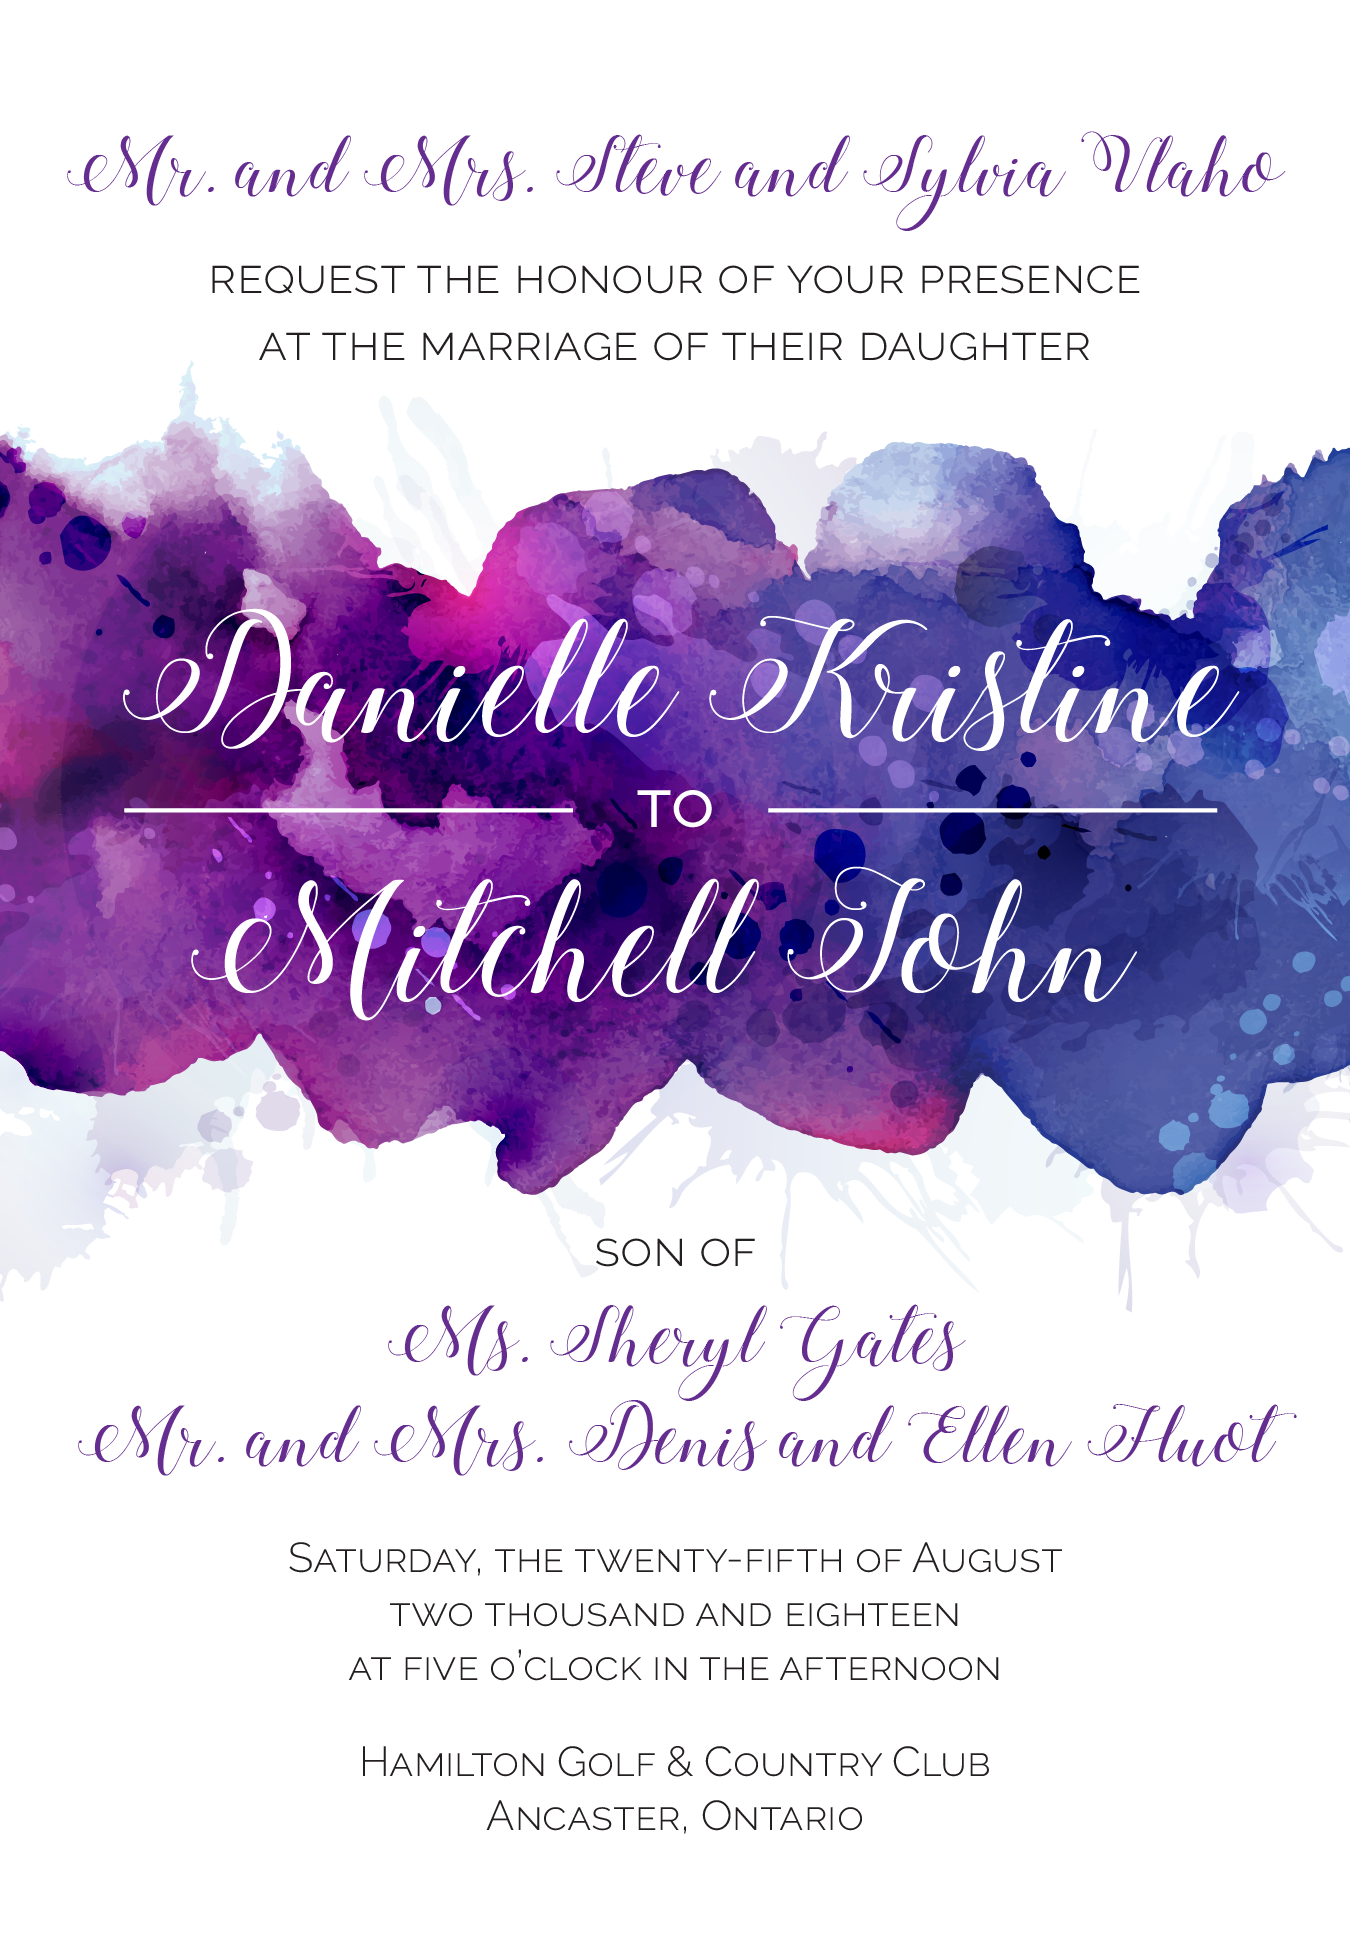 Mr. and Mrs. Steve and Sylvia Vlaho
REQUEST THE HONOUR OF YOUR PRESENCE
AT THE MARRIAGE OF THEIR DAUGHTER
Danielle Kristine
TO
Mitchell John
SON OF
Ms. Sheryl Gates
Mr. and Mrs. Denis and Ellen Huot
SATURDAY, THE TWENTY-FIFTH OF AUGUST
TWO THOUSAND AND EIGHTEEN
AT FIVE O'CLOCK IN THE AFTERNOON
HAMILTON GOLF & COUNTRY CLUB
ANCASTER, ONTARIO